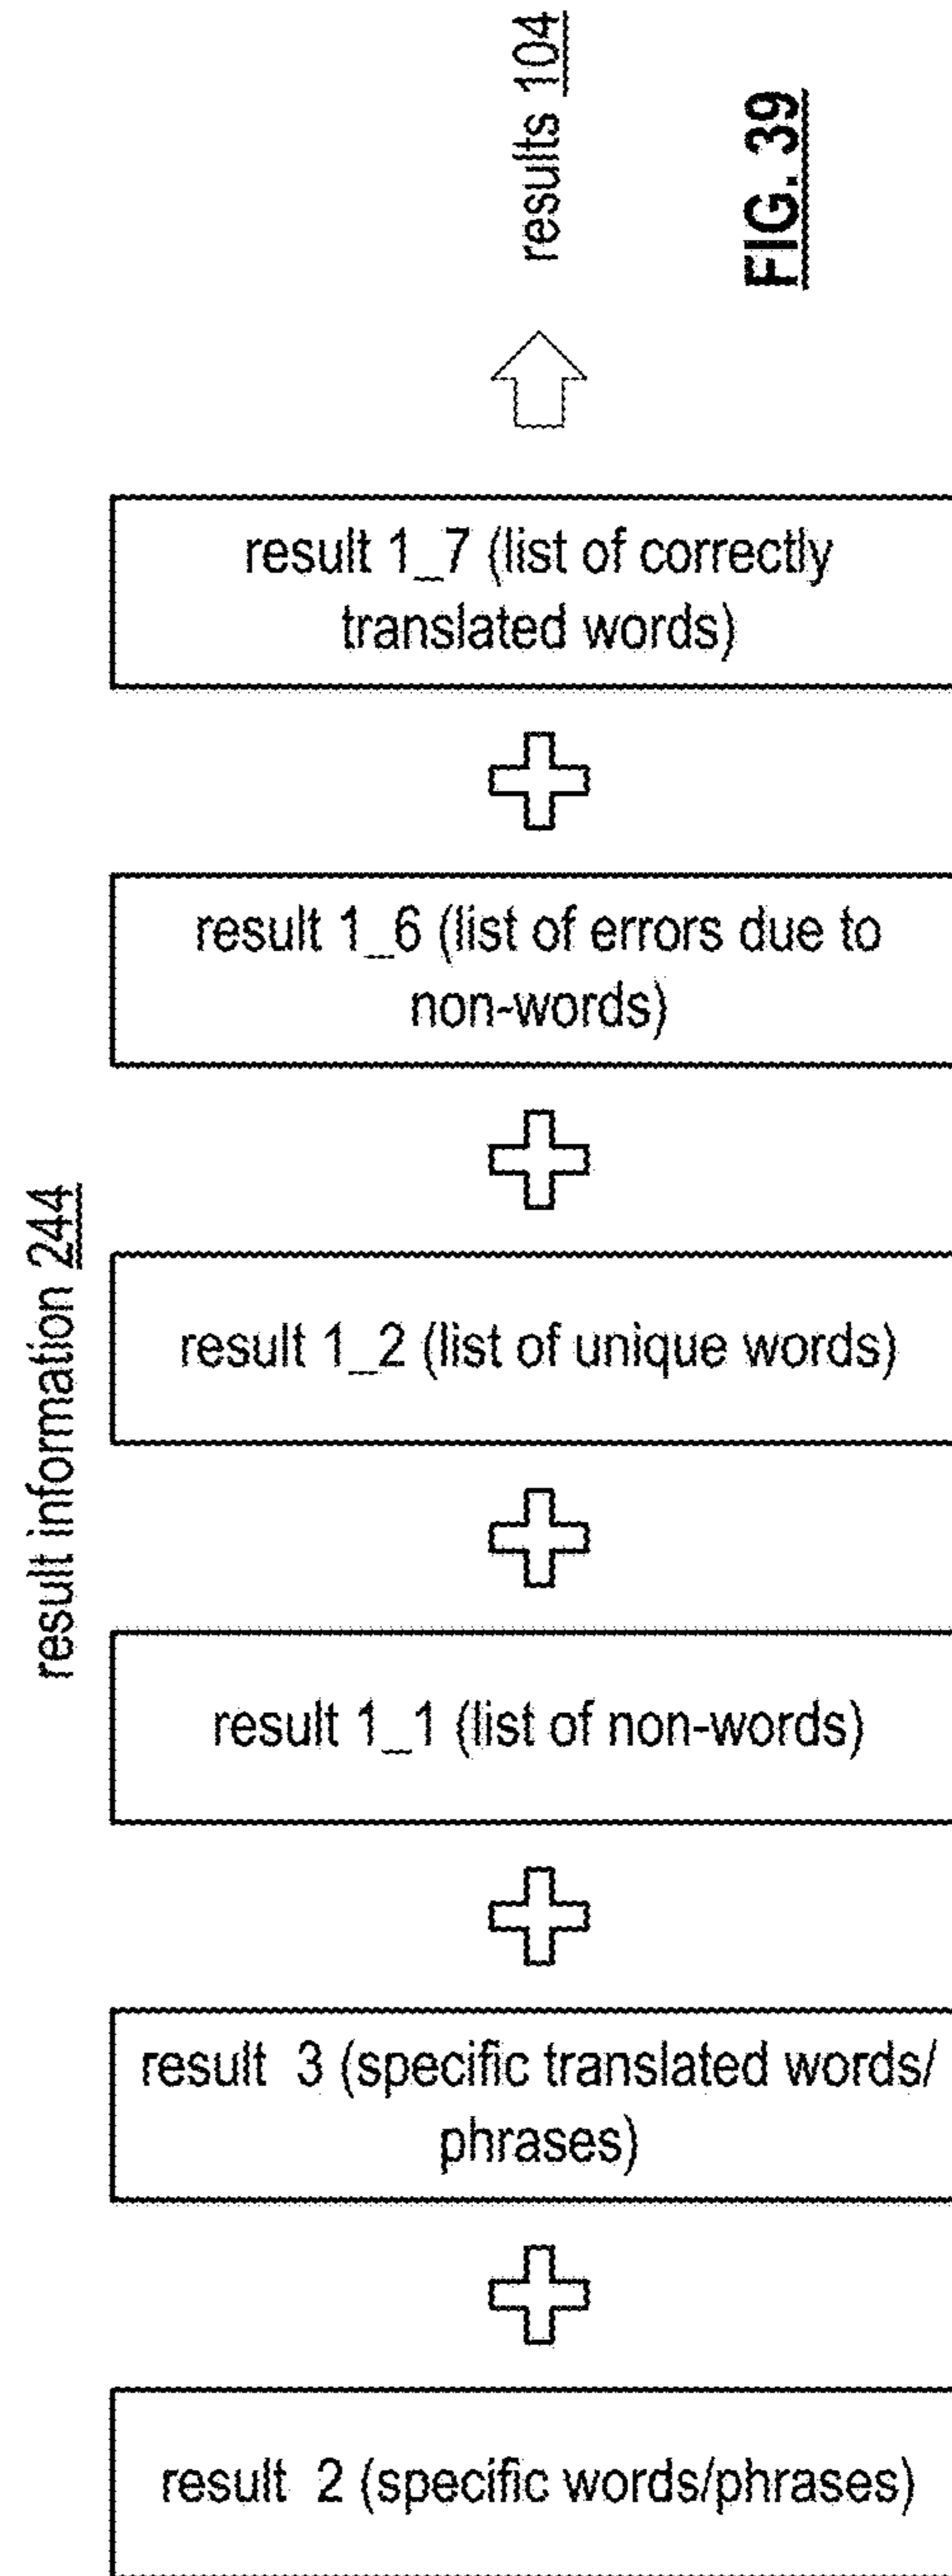 results 104
FIG. 39
result 1_7 (list of correctly
translated words)
result 1_6 (list of errors due to
non-words)
result information 244
result 1_2 (list of unique words)
result 1_1 (list of non-words)
result 3 (specific translated words/
phrases)
result 2 (specific words/phrases)